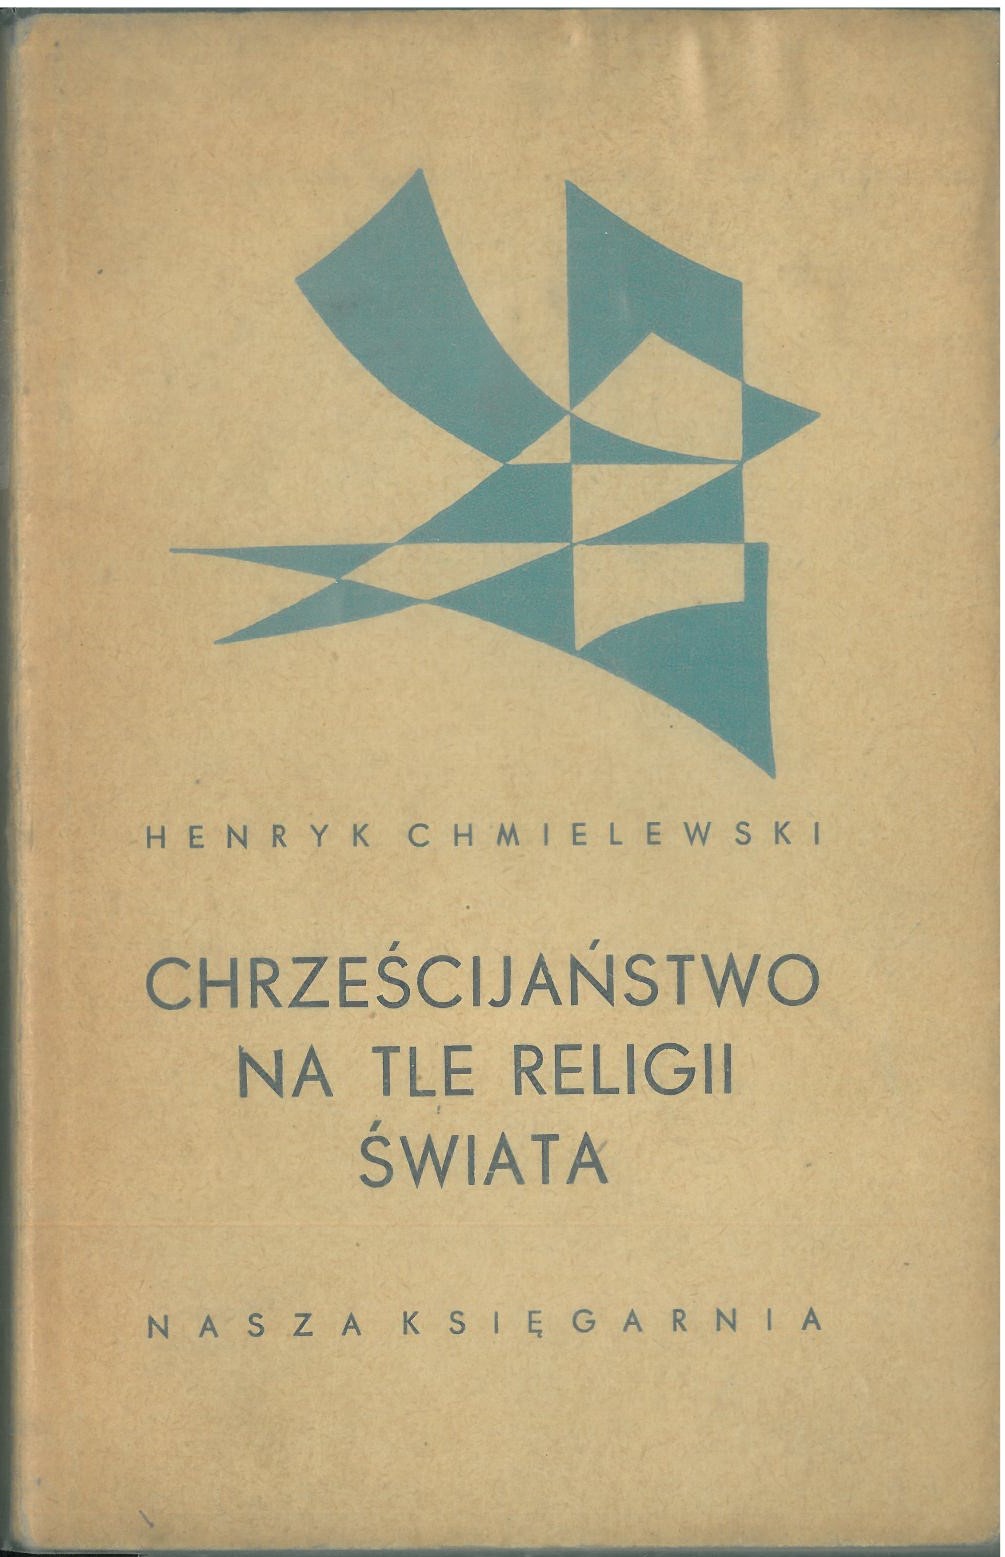 HENRYK CHMIELEWSKI
CHRZEŚCIJAŃSTWO
NA TLE RELIGII
ŚWIATA
NASZA KSIĘGARNIA